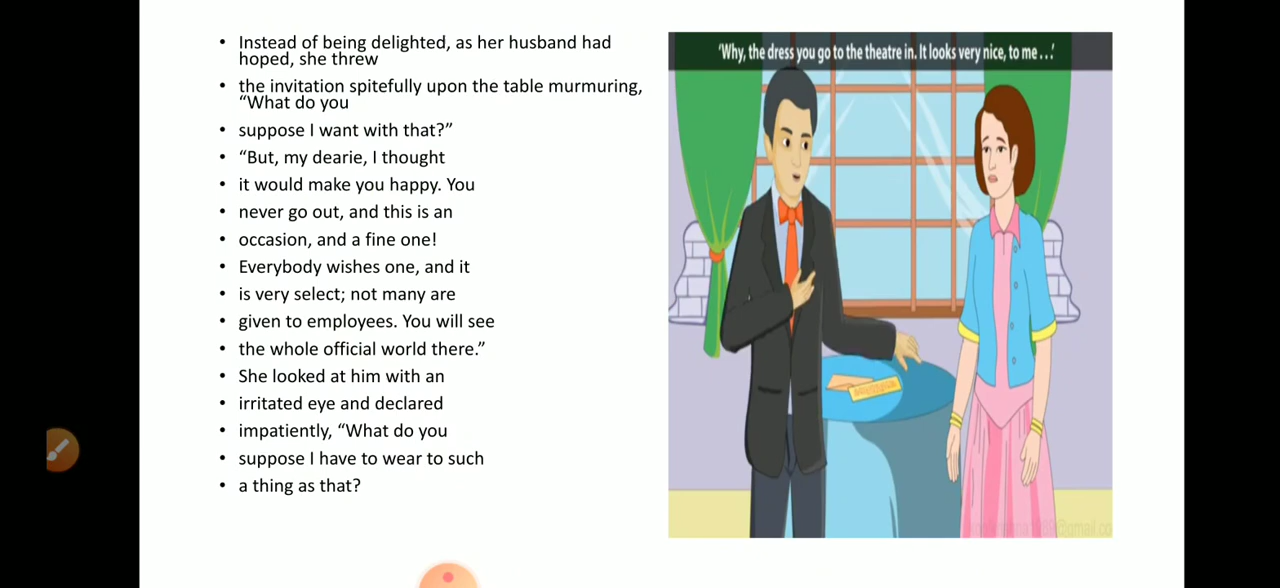 • Instead of being delighted, as her husband had
hoped, she threw
• the invitation spitefully upon the table murmuring,
“What do you
• suppose I want with that?”
• “But, my dearie, I thought
• it would make you happy. You
• never go out, and this is an
• occasion, and a fine one!
• Everybody wishes one, and it
• is very select; not many are
• given to employees. You will see
• the whole official world there.”
• She looked at him with an
• irritated eye and declared
• impatiently, “What do you
• suppose I have to wear to such
• a thing as that?
‘Why, the dress you go to the theatre in. It looks very nice, to me . . .’